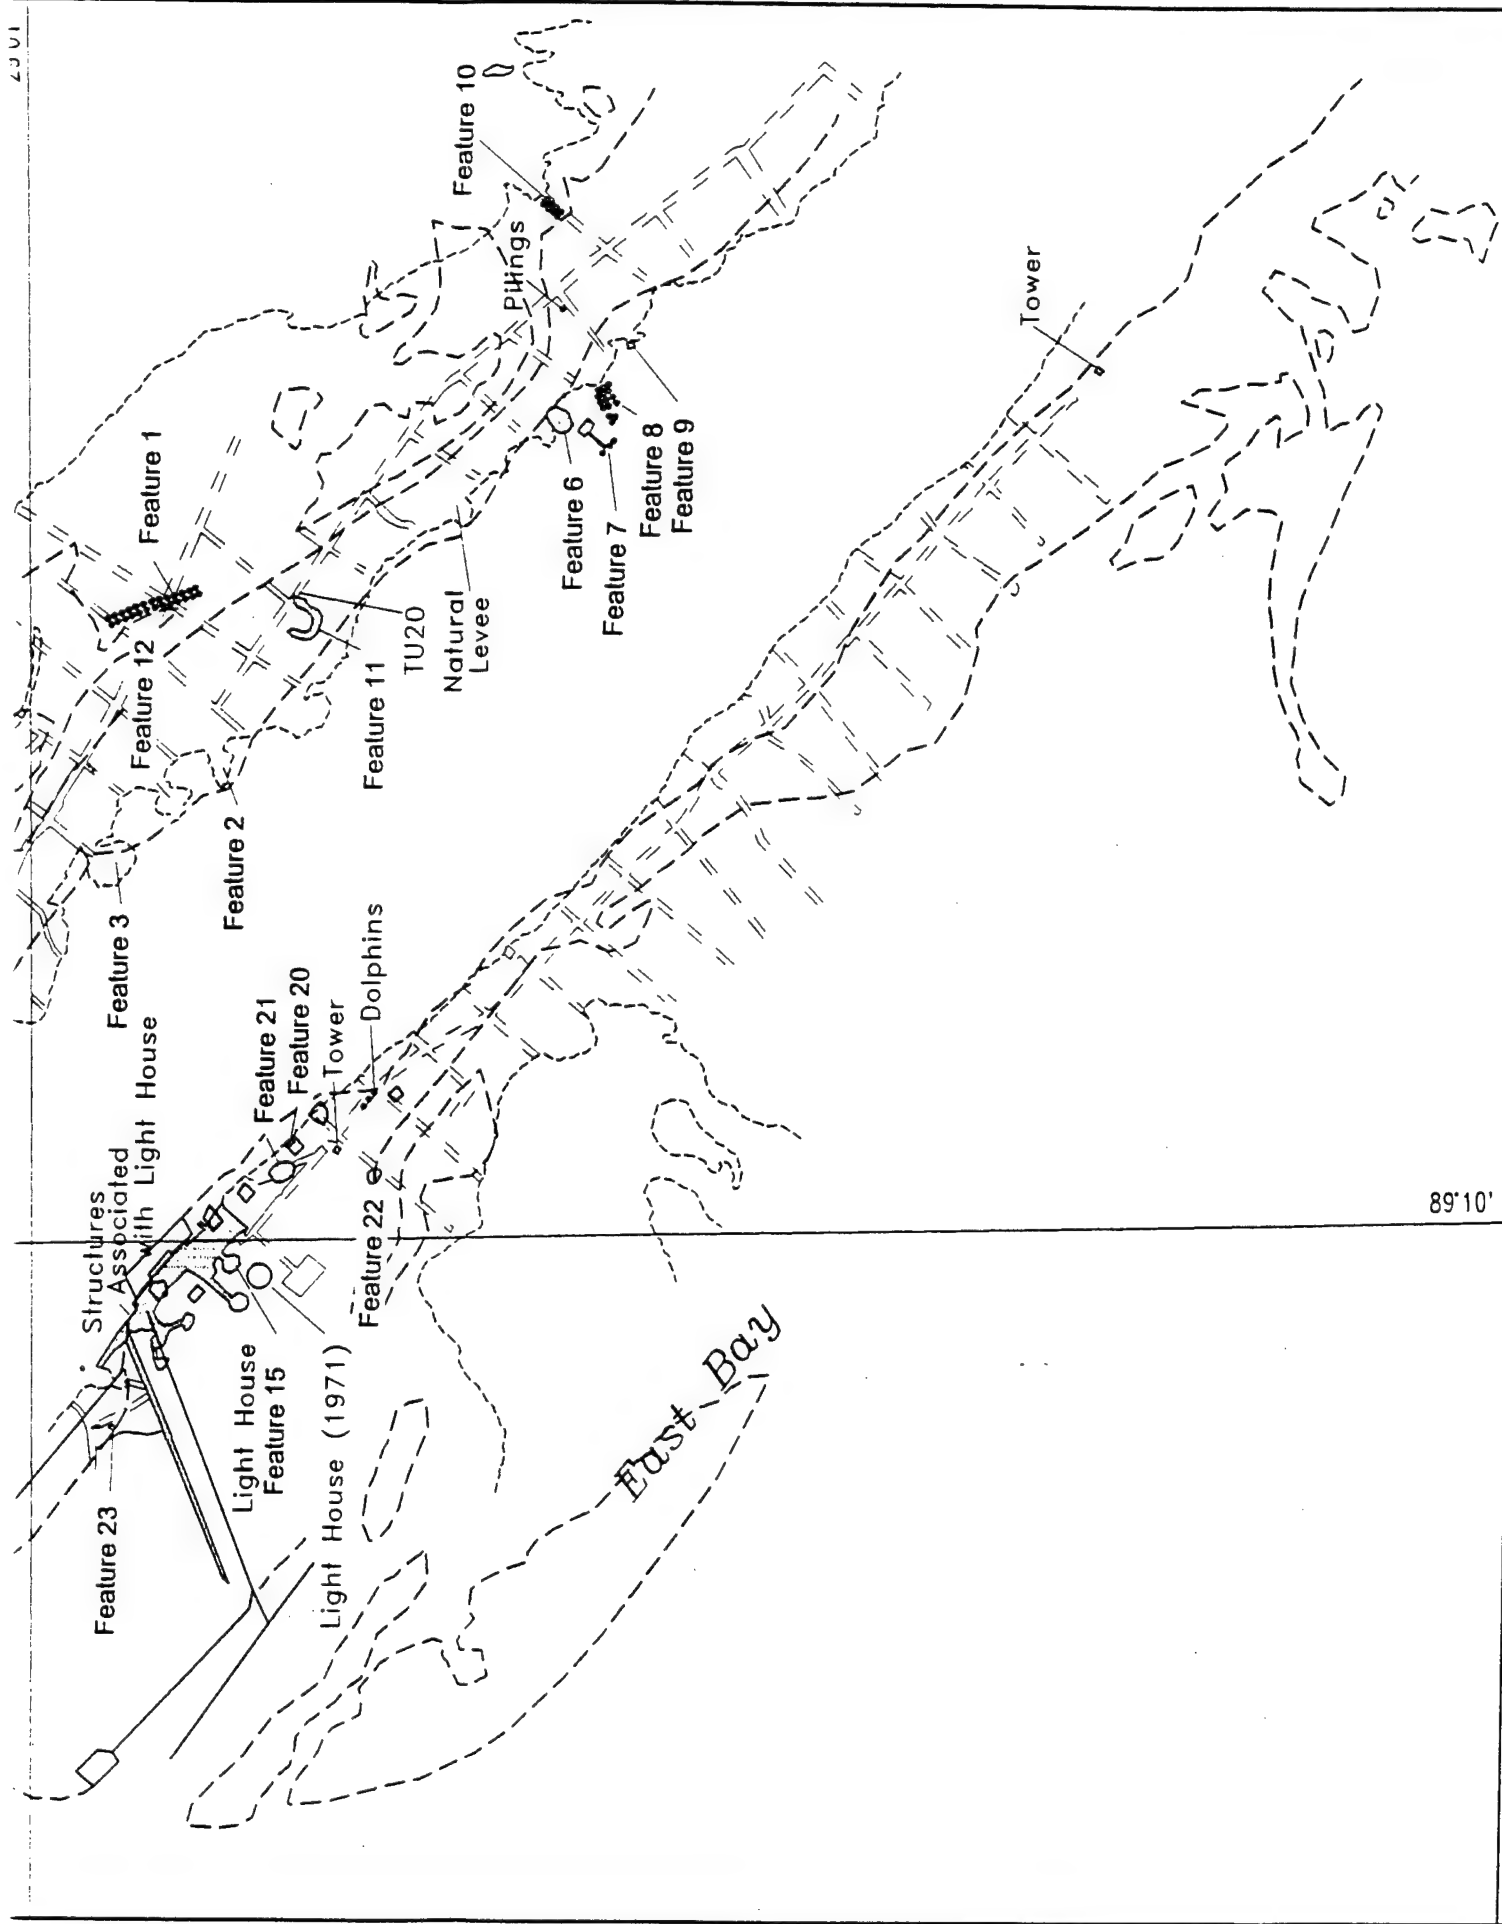 Feature 10
Pilings
Feature 1
Feature 12
Feature 6
Feature 7
Feature 8
Feature 9
Tower
TU20
Natural
Levee
Feature 11
Feature 2
Feature 3
Structures
Associated
with Light House
Feature 21
Feature 20
Tower
Dolphins
Feature 22
Light House
Feature 15
Light House (1971)
Feature 23
East Bay
89°10'